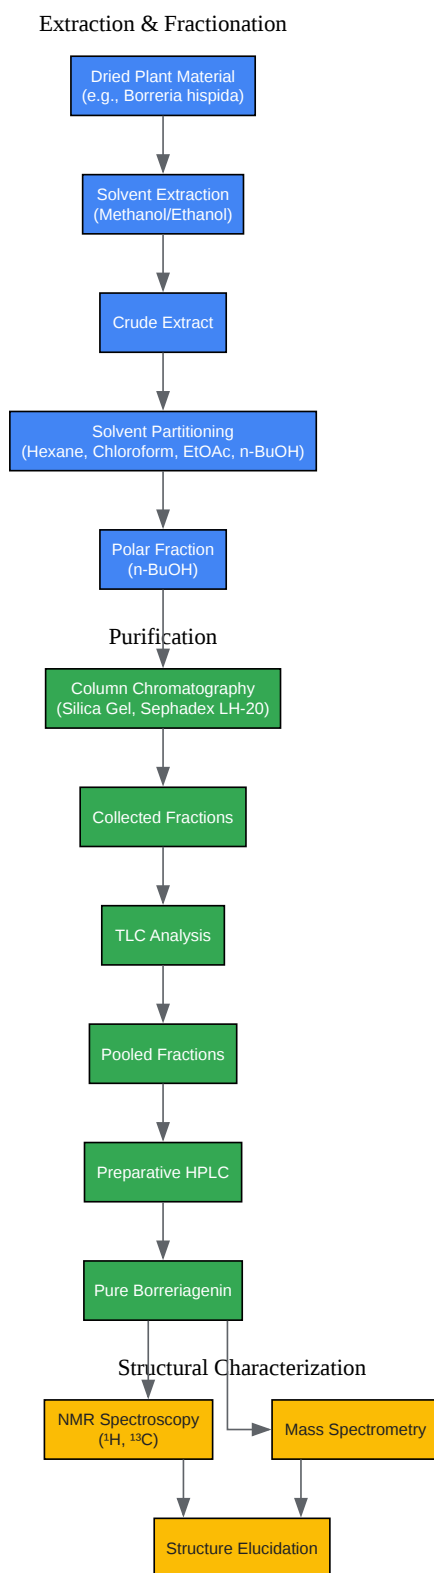 Extraction & Fractionation
Dried Plant Material
(e.g., Borreria hispida)
Solvent Extraction
(Methanol/Ethanol)
Crude Extract
Solvent Partitioning
(Hexane, Chloroform, EtOAc, n-BuOH)
Polar Fraction
(n-BuOH)
Purification
Column Chromatography
(Silica Gel, Sephadex LH-20)
Collected Fractions
TLC Analysis
Pooled Fractions
Preparative HPLC
Pure Borreriagenin
Structural Characterization
NMR Spectroscopy
(¹H, ¹³C)
Mass Spectrometry
Structure Elucidation